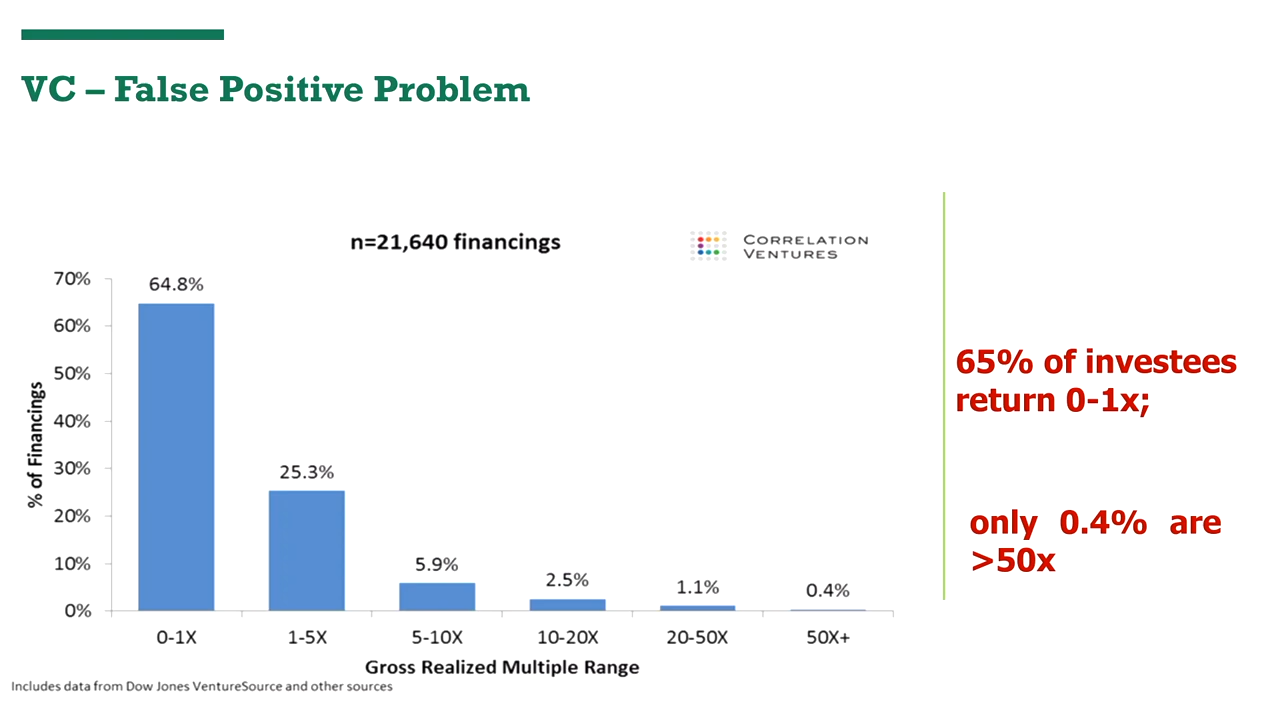 VC – False Positive Problem
n=21,640 financings
CORRELATION
VENTURES
70%
60%
50%
40%
30%
20%
10%
0%
% of Financings
64.8%
25.3%
5.9%
2.5%
1.1%
0.4%
0-1X
1-5X
5-10X
10-20X
20-50X
50X+
Gross Realized Multiple Range
Includes data from Dow Jones VentureSource and other sources
65% of investees
return 0-1x;
only 0.4% are
>50x